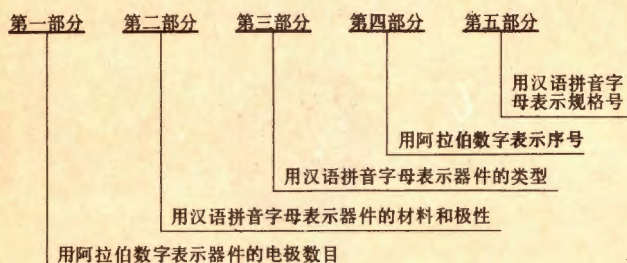 第一部分 第二部分 第三部分 第四部分 第五部分
用汉语拼音字
母表示规格号
用阿拉伯数字表示序号
用汉语拼音字母表示器件的类型
用汉语拼音字母表示器件的材料和极性
用阿拉伯数字表示器件的电极数目